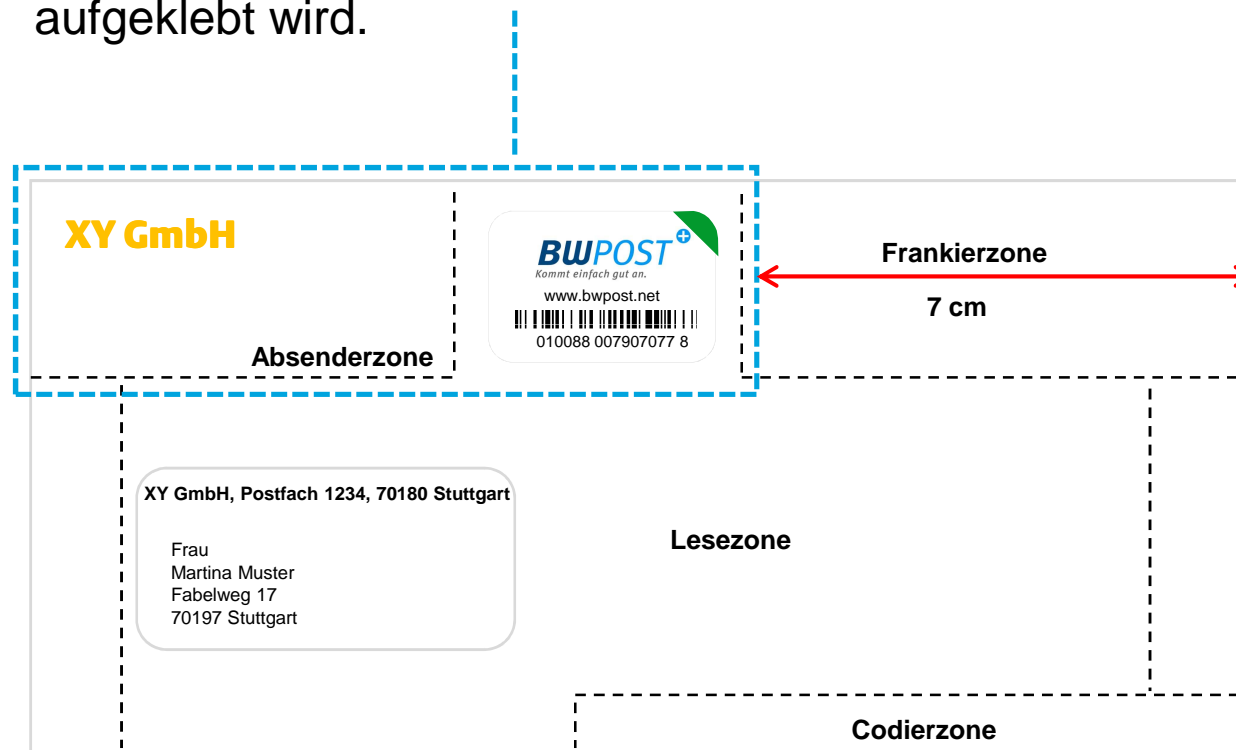 aufgeklebt wird.
XY GmbH
BWPOST
Kommt einfach gut an.
www.bwpost.net
010088 007907077 8
Absenderzone
Frankierzone
7 cm
XY GmbH, Postfach 1234, 70180 Stuttgart
Frau
Martina Muster
Fabelweg 17
70197 Stuttgart
Lesezone
Codierzone